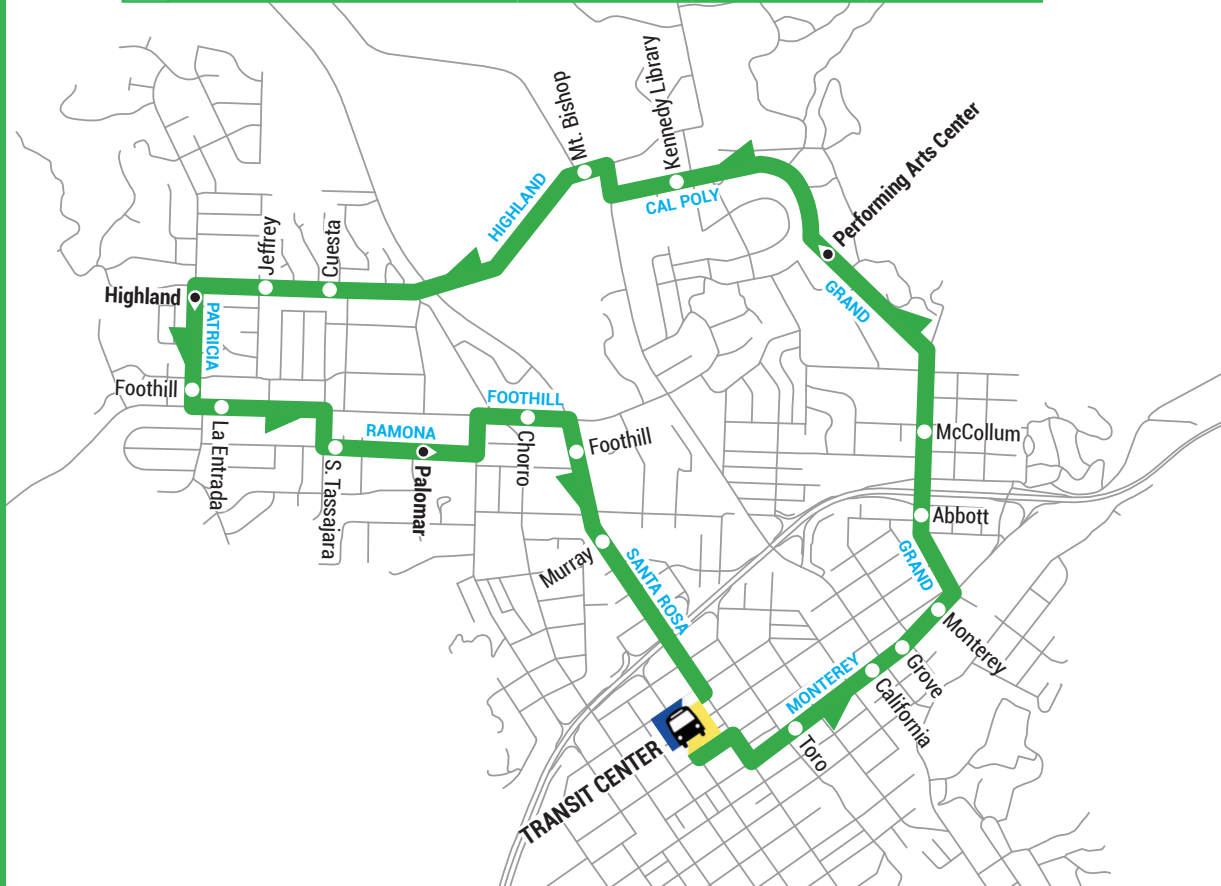 Mt. Bishop
Kennedy Library
Performing Arts Center
HIGHLAND
CAL POLY
Jeffrey
Cuesta
Highland
PATRICIA
GRAND
Foothill
FOOTHILL
RAMONA
La Entrada
S. Tassajara
Palomar
Chorro
Foothill
McCollum
Abbott
Murray
SANTA ROSA
GRAND
Monterey
Grove
California
MONTEREY
Toro
TRANSIT CENTER